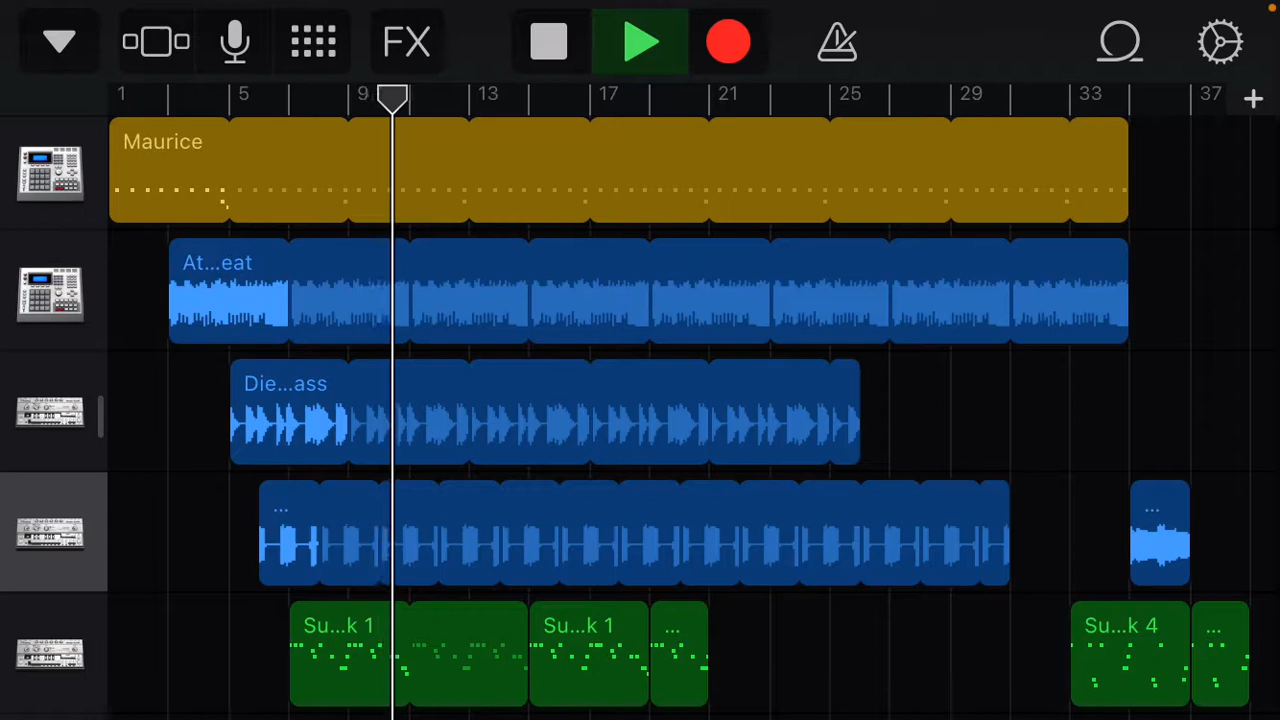 FX
1 5 9 13 17 21 25 29 33 37 +
Maurice
At...eat
Die...ass
... ...
Su...k 1 Su...k 1 ... Su...k 4 ...